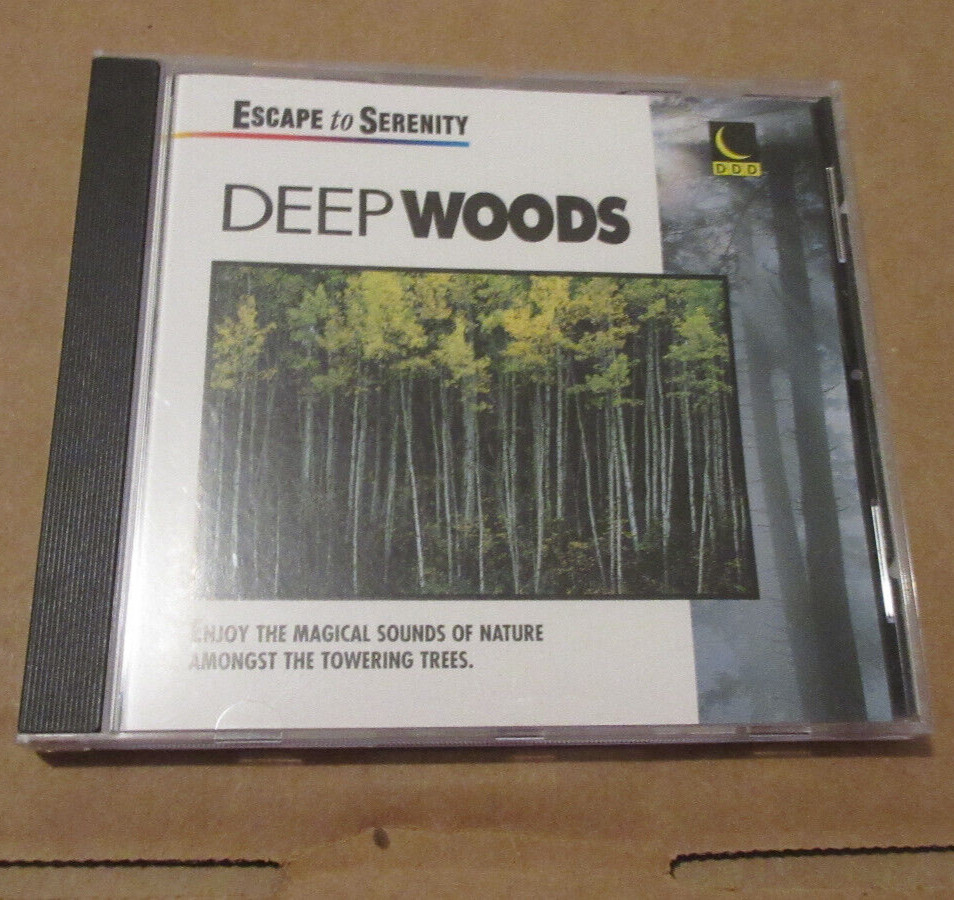 ESCAPE to SERENITY
DDD
DEEP WOODS
ENJOY THE MAGICAL SOUNDS OF NATURE
AMONGST THE TOWERING TREES.